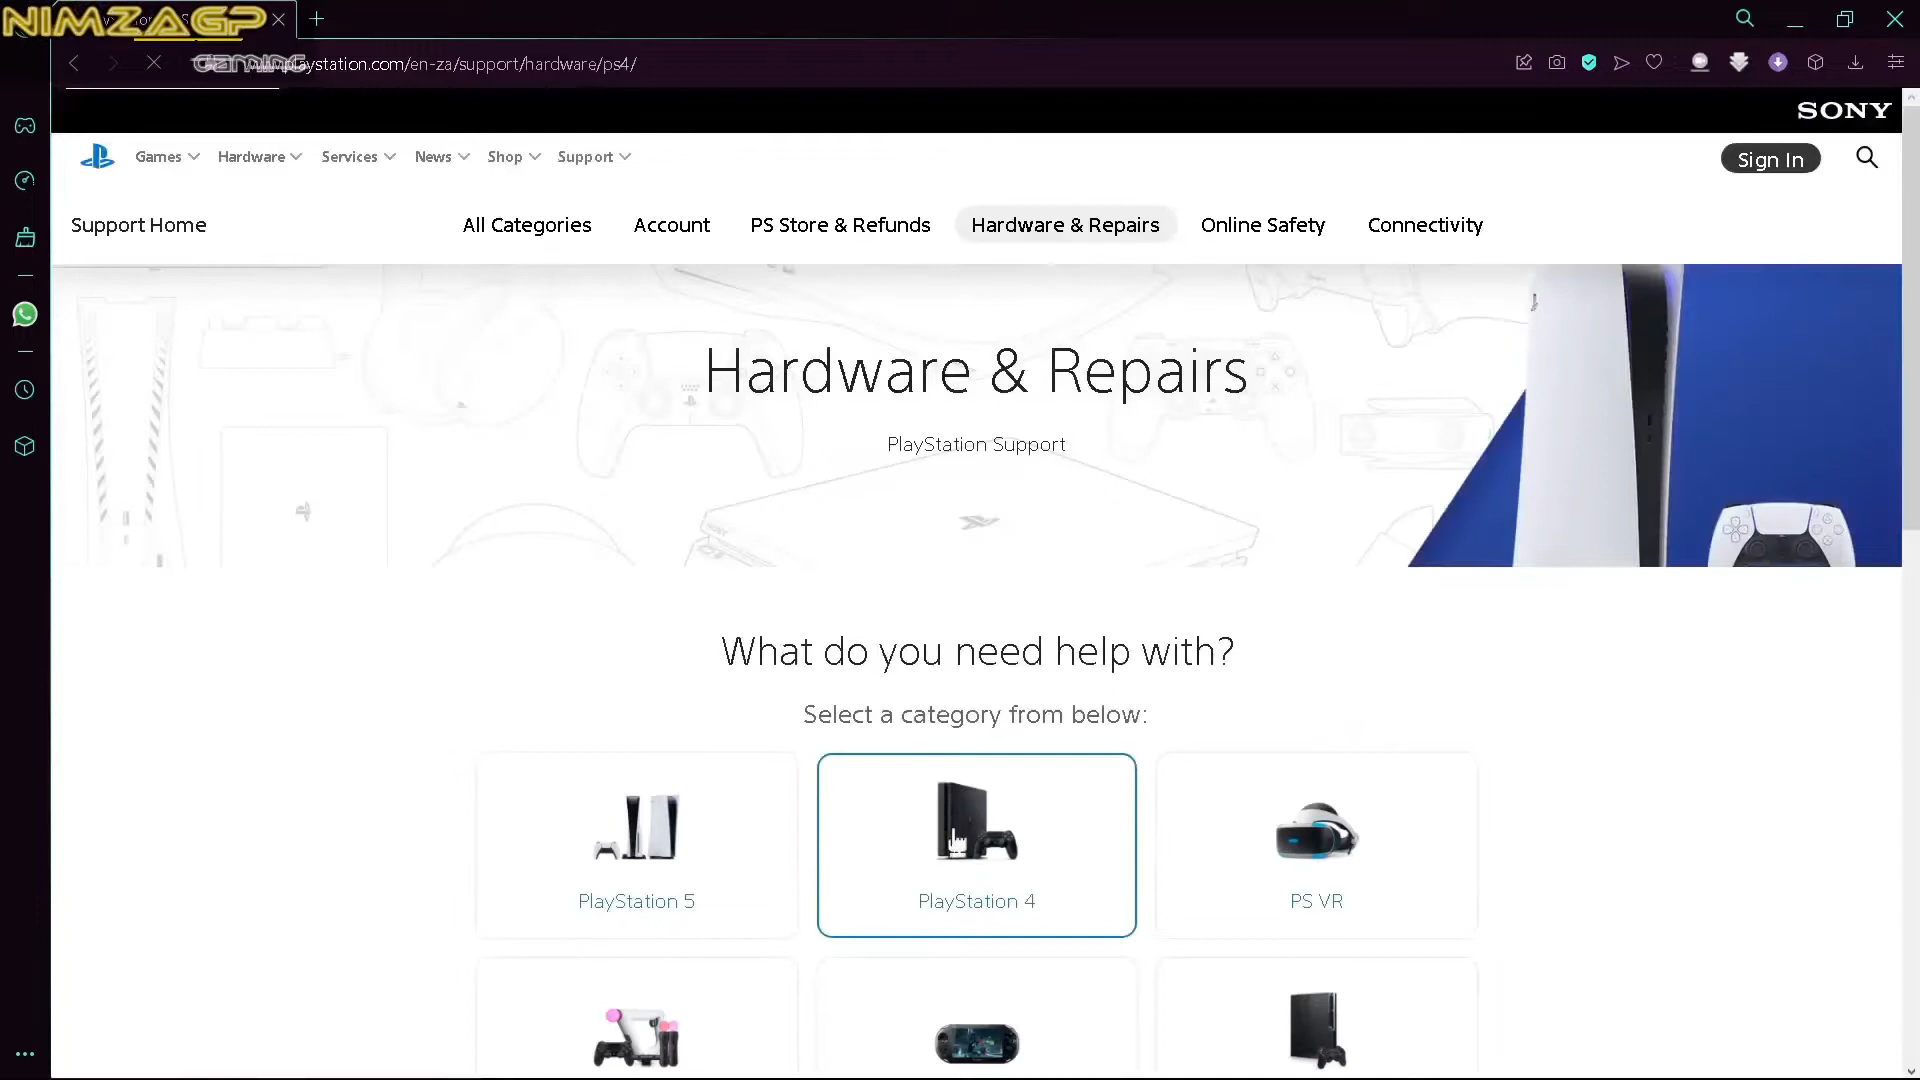 NIMZAGP
GAMING
playstation.com/en-za/support/hardware/ps4/
SONY
Games Hardware Services News Shop Support
Sign In
Support Home All Categories Account PS Store & Refunds Hardware & Repairs Online Safety Connectivity
Hardware & Repairs
PlayStation Support
What do you need help with?
Select a category from below:
PlayStation 5 PlayStation 4 PS VR